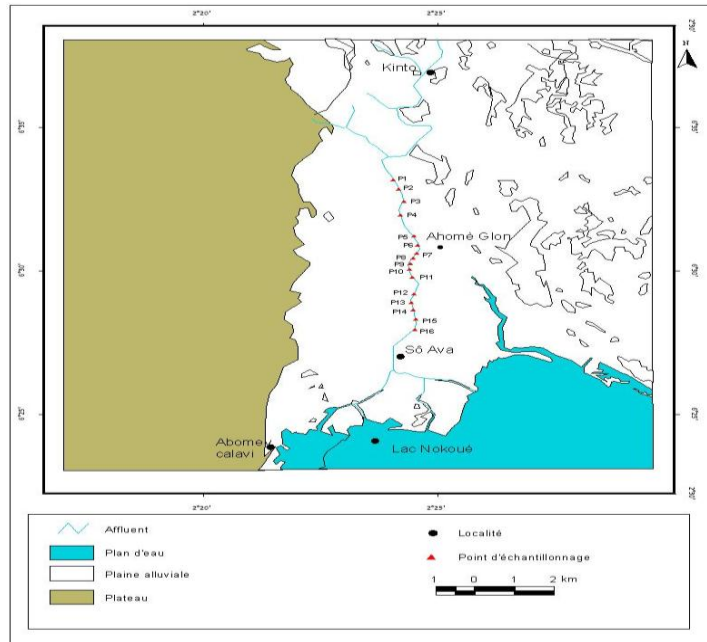 2°20' 2°25'
Kinto
P1
P2
P3
P4
P5
Ahomè Glon
P6
P7
P8
P9
P10
P11
P12
P13
P14
P15
P16
Sô Ava
Abomey
calavi
Lac Nokoué
2°20' 2°25'
Affluent
Plan d'eau
Plaine alluviale
Plateau
Localité
Point d'échantillonnage
1 0 1 2 km